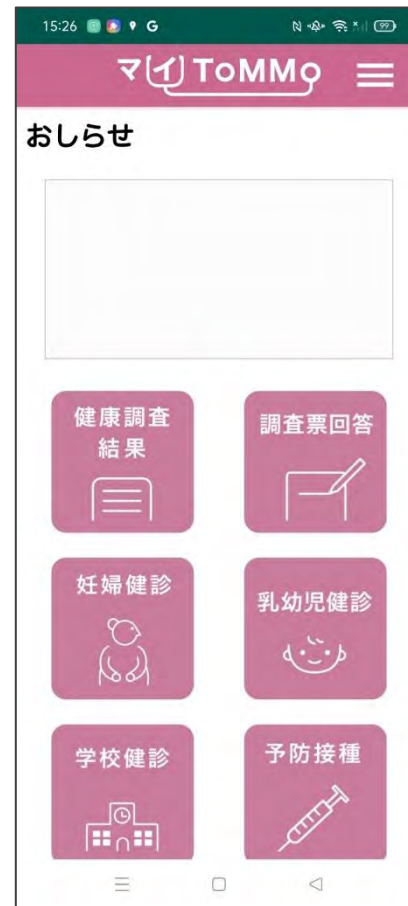 15:26 G 99
マイToMMo
おしらせ
健康調査
結果
調査票回答
妊婦健診
乳幼児健診
学校健診
予防接種